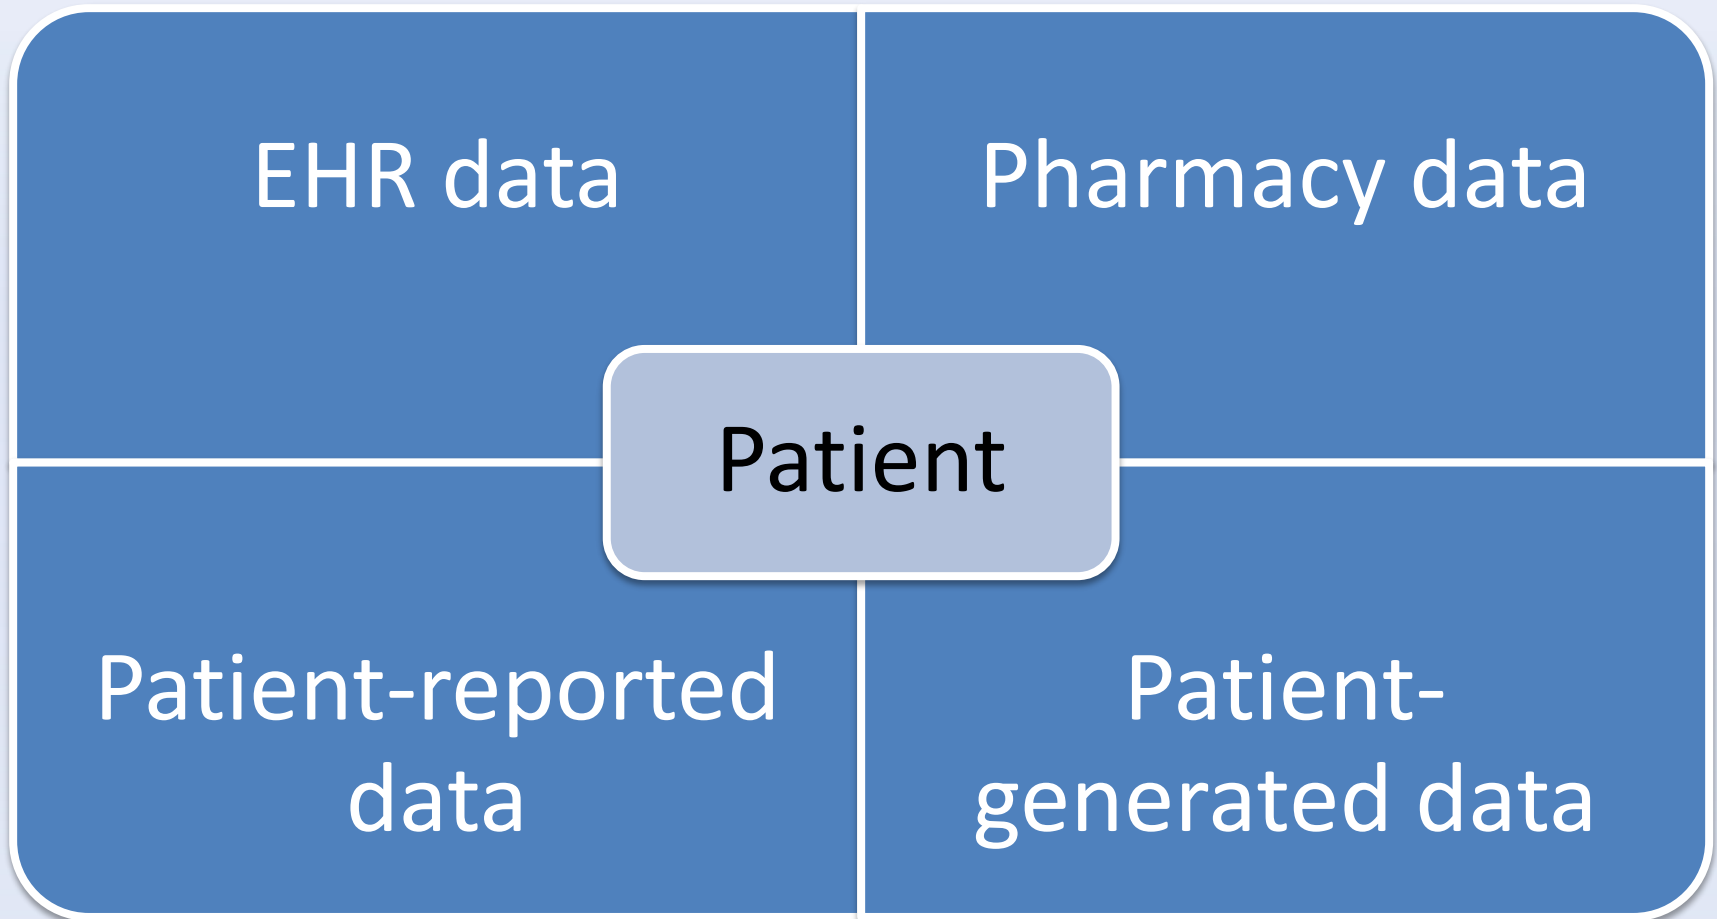 EHR data
Pharmacy data
Patient
Patient-reported
data
Patient-
generated data